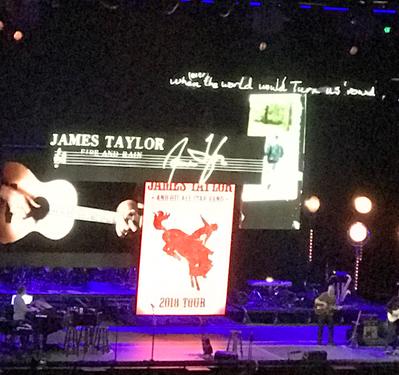 low
where the world would Turn us 'round
JAMES TAYLOR
FIRE AND RAIN
JAMES TAYLOR
AND HIS ALL-STAR BAND
2018 TOUR